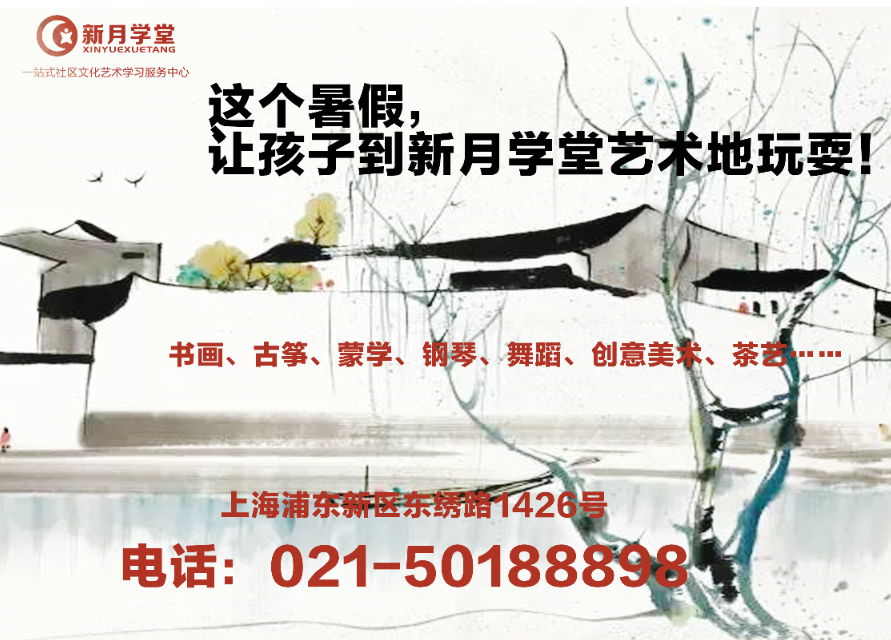 新月学堂
XINYUEXUETANG
一站式社区文化艺术学习服务中心
这个暑假，
让孩子到新月学堂艺术地玩耍！
书画、古筝、蒙学、钢琴、舞蹈、创意美术、茶艺……
上海浦东新区东绣路1426号
电话：021-50188898